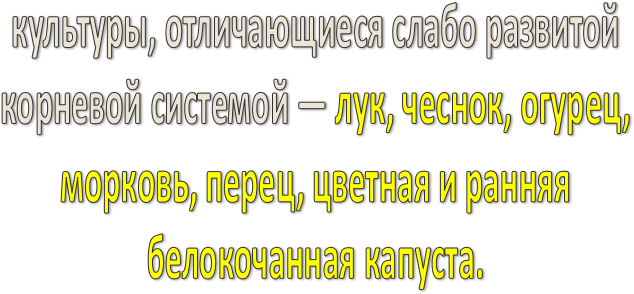 культуры, отличающиеся слабо развитой
корневой системой — лук, чеснок, огурец,
морковь, перец, цветная и ранняя
белокочанная капуста.